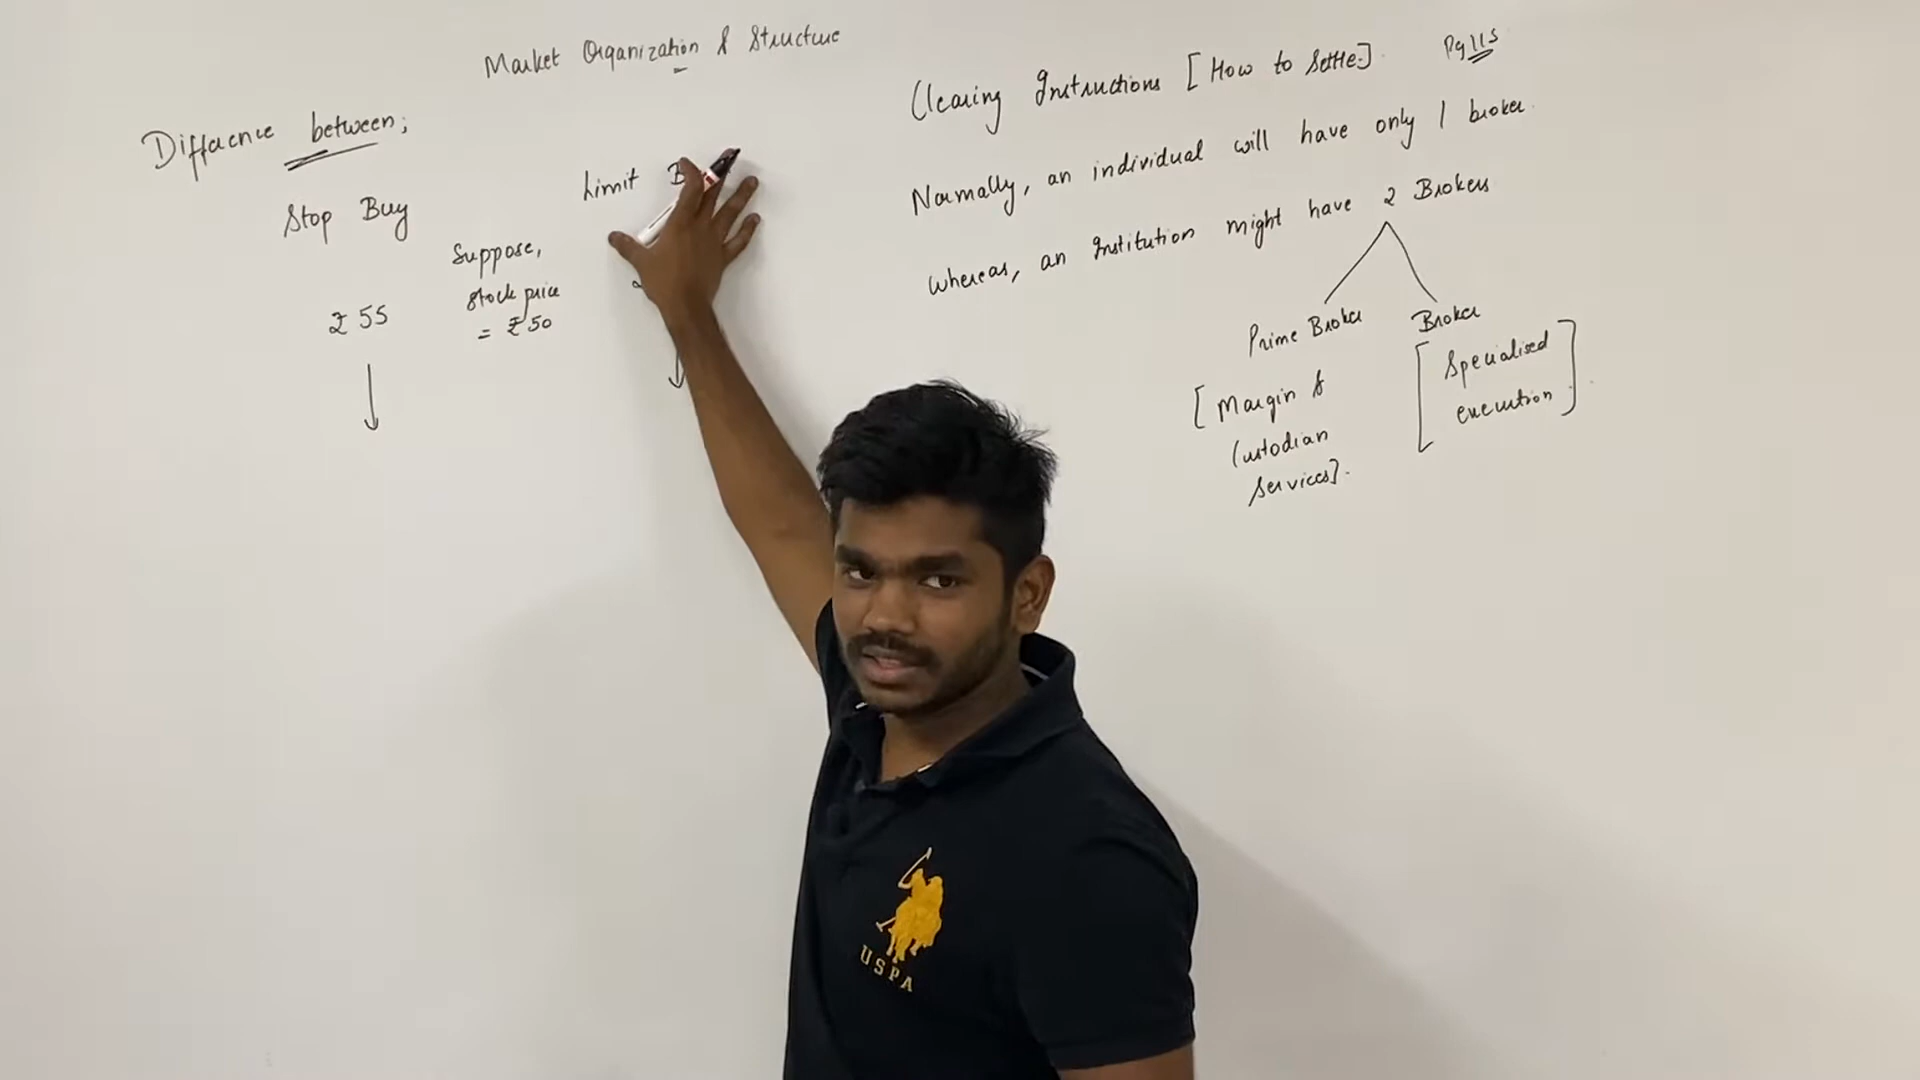 Market Organization & Structure
Difference between;
Stop Buy
Limit
Suppose,
stock price
= ₹ 50
₹ 55
Pg 115
Clearing Instructions [How to settle].
Normally, an individual will have only 1 broker.
Whereas, an Institution might have 2 Brokers
Prime Broker
Broker
[Margin &
Custodian
Services].
[Specialised
execution]
USPA